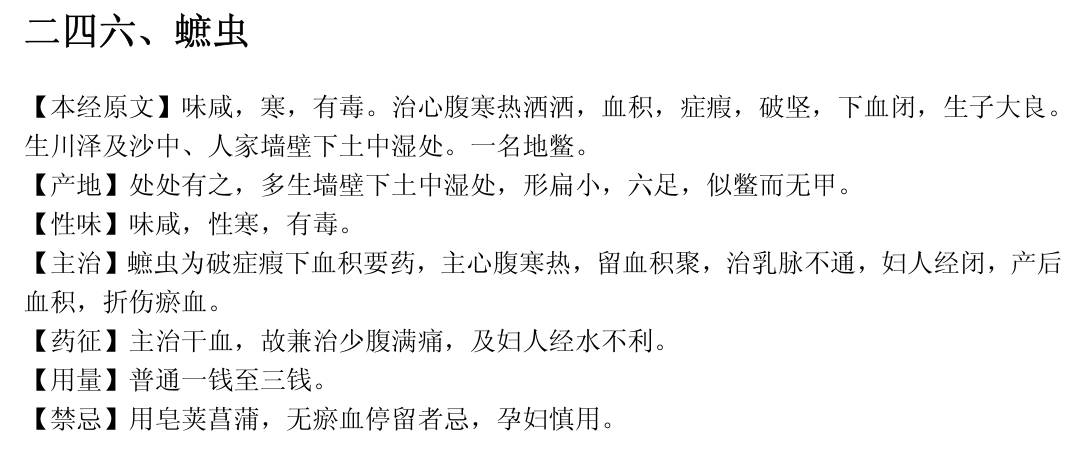 二四六、蟅虫
【本经原文】味咸，寒，有毒。治心腹寒热洒洒，血积，症瘕，破坚，下血闭，生子大良。
生川泽及沙中、人家墙壁下土中湿处。一名地鳖。
【产地】处处有之，多生墙壁下土中湿处，形扁小，六足，似鳖而无甲。
【性味】味咸，性寒，有毒。
【主治】蟅虫为破症瘕下血积要药，主心腹寒热，留血积聚，治乳脉不通，妇人经闭，产后
血积，折伤瘀血。
【药征】主治干血，故兼治少腹满痛，及妇人经水不利。
【用量】普通一钱至三钱。
【禁忌】用皂荚菖蒲，无瘀血停留者忌，孕妇慎用。